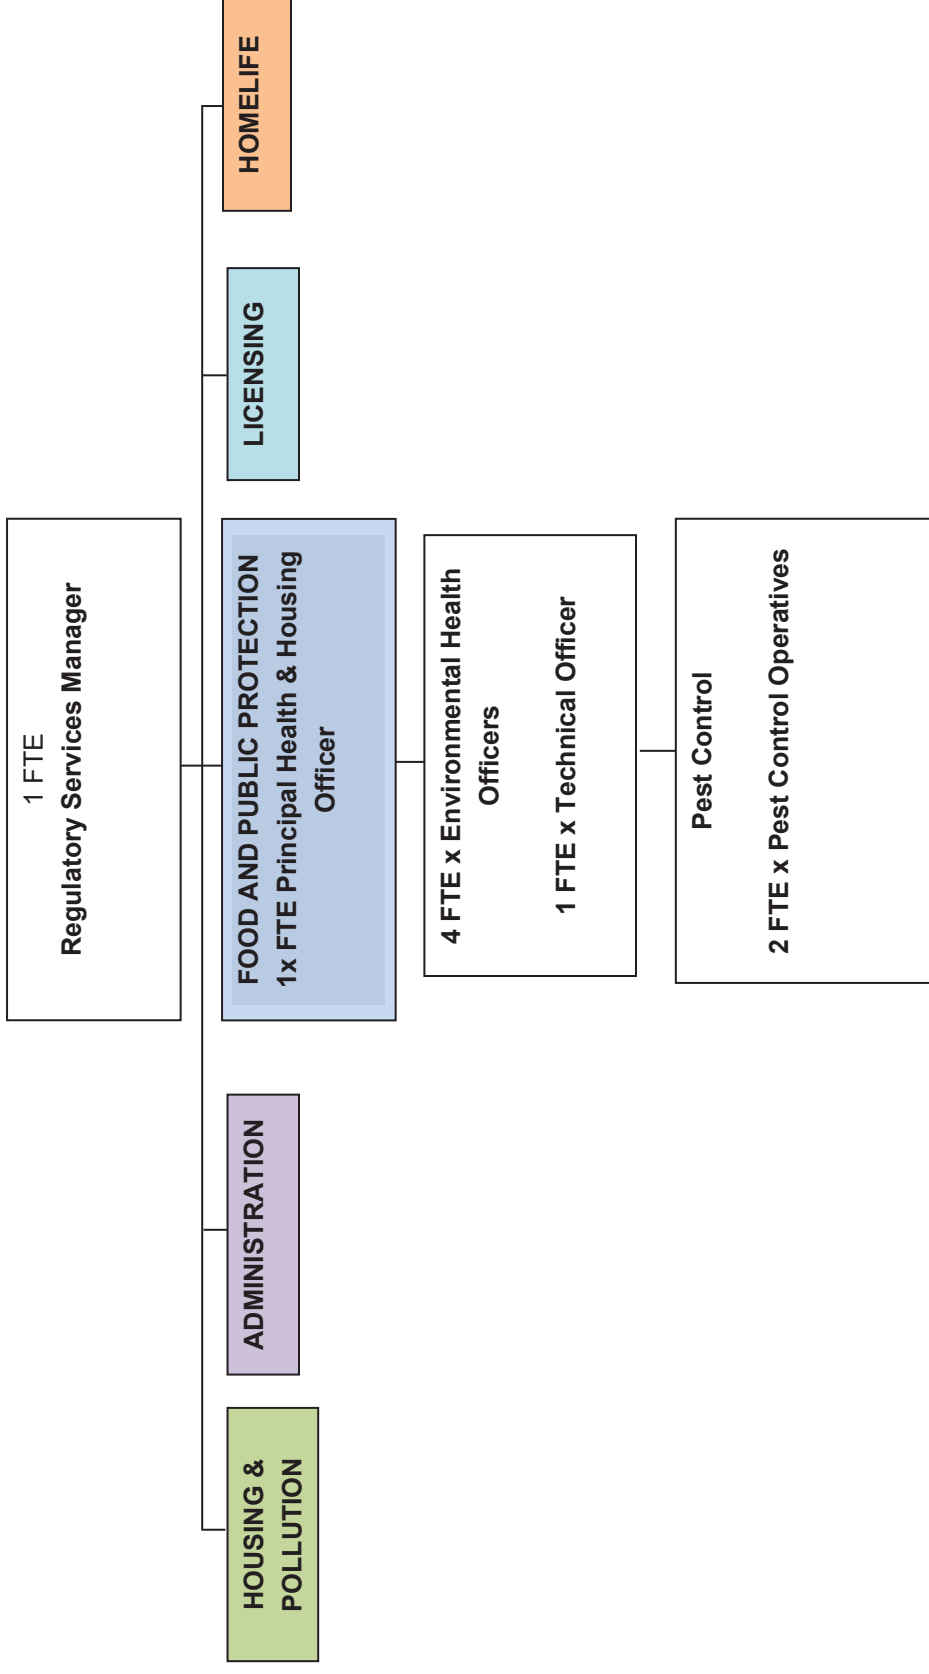 1 FTE
Regulatory Services Manager
HOUSING &
POLLUTION
ADMINISTRATION
FOOD AND PUBLIC PROTECTION
1x FTE Principal Health & Housing
Officer
LICENSING
HOMELIFE
4 FTE x Environmental Health
Officers
1 FTE x Technical Officer
Pest Control
2 FTE x Pest Control Operatives